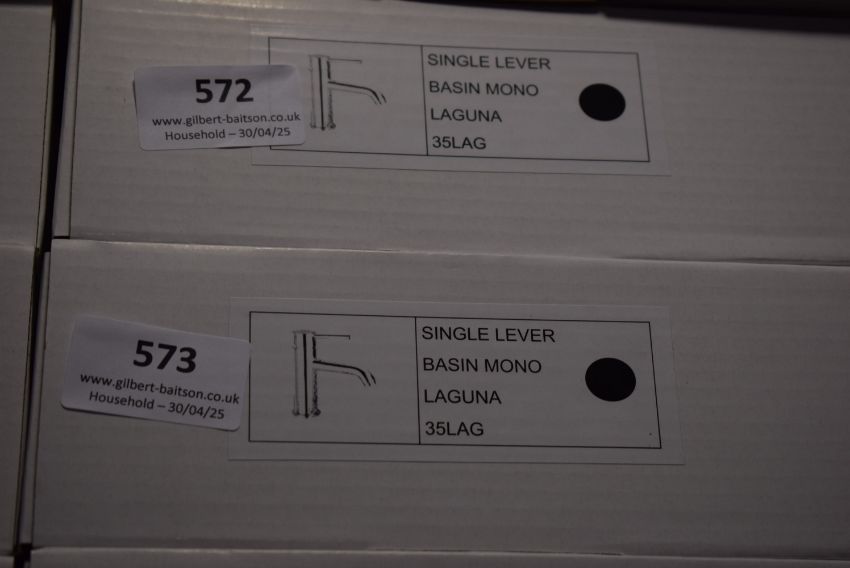 572
www.gilbert-baitson.co.uk
Household – 30/04/25
SINGLE LEVER
BASIN MONO
LAGUNA
35LAG
573
www.gilbert-baitson.co.uk
Household – 30/04/25
SINGLE LEVER
BASIN MONO
LAGUNA
35LAG